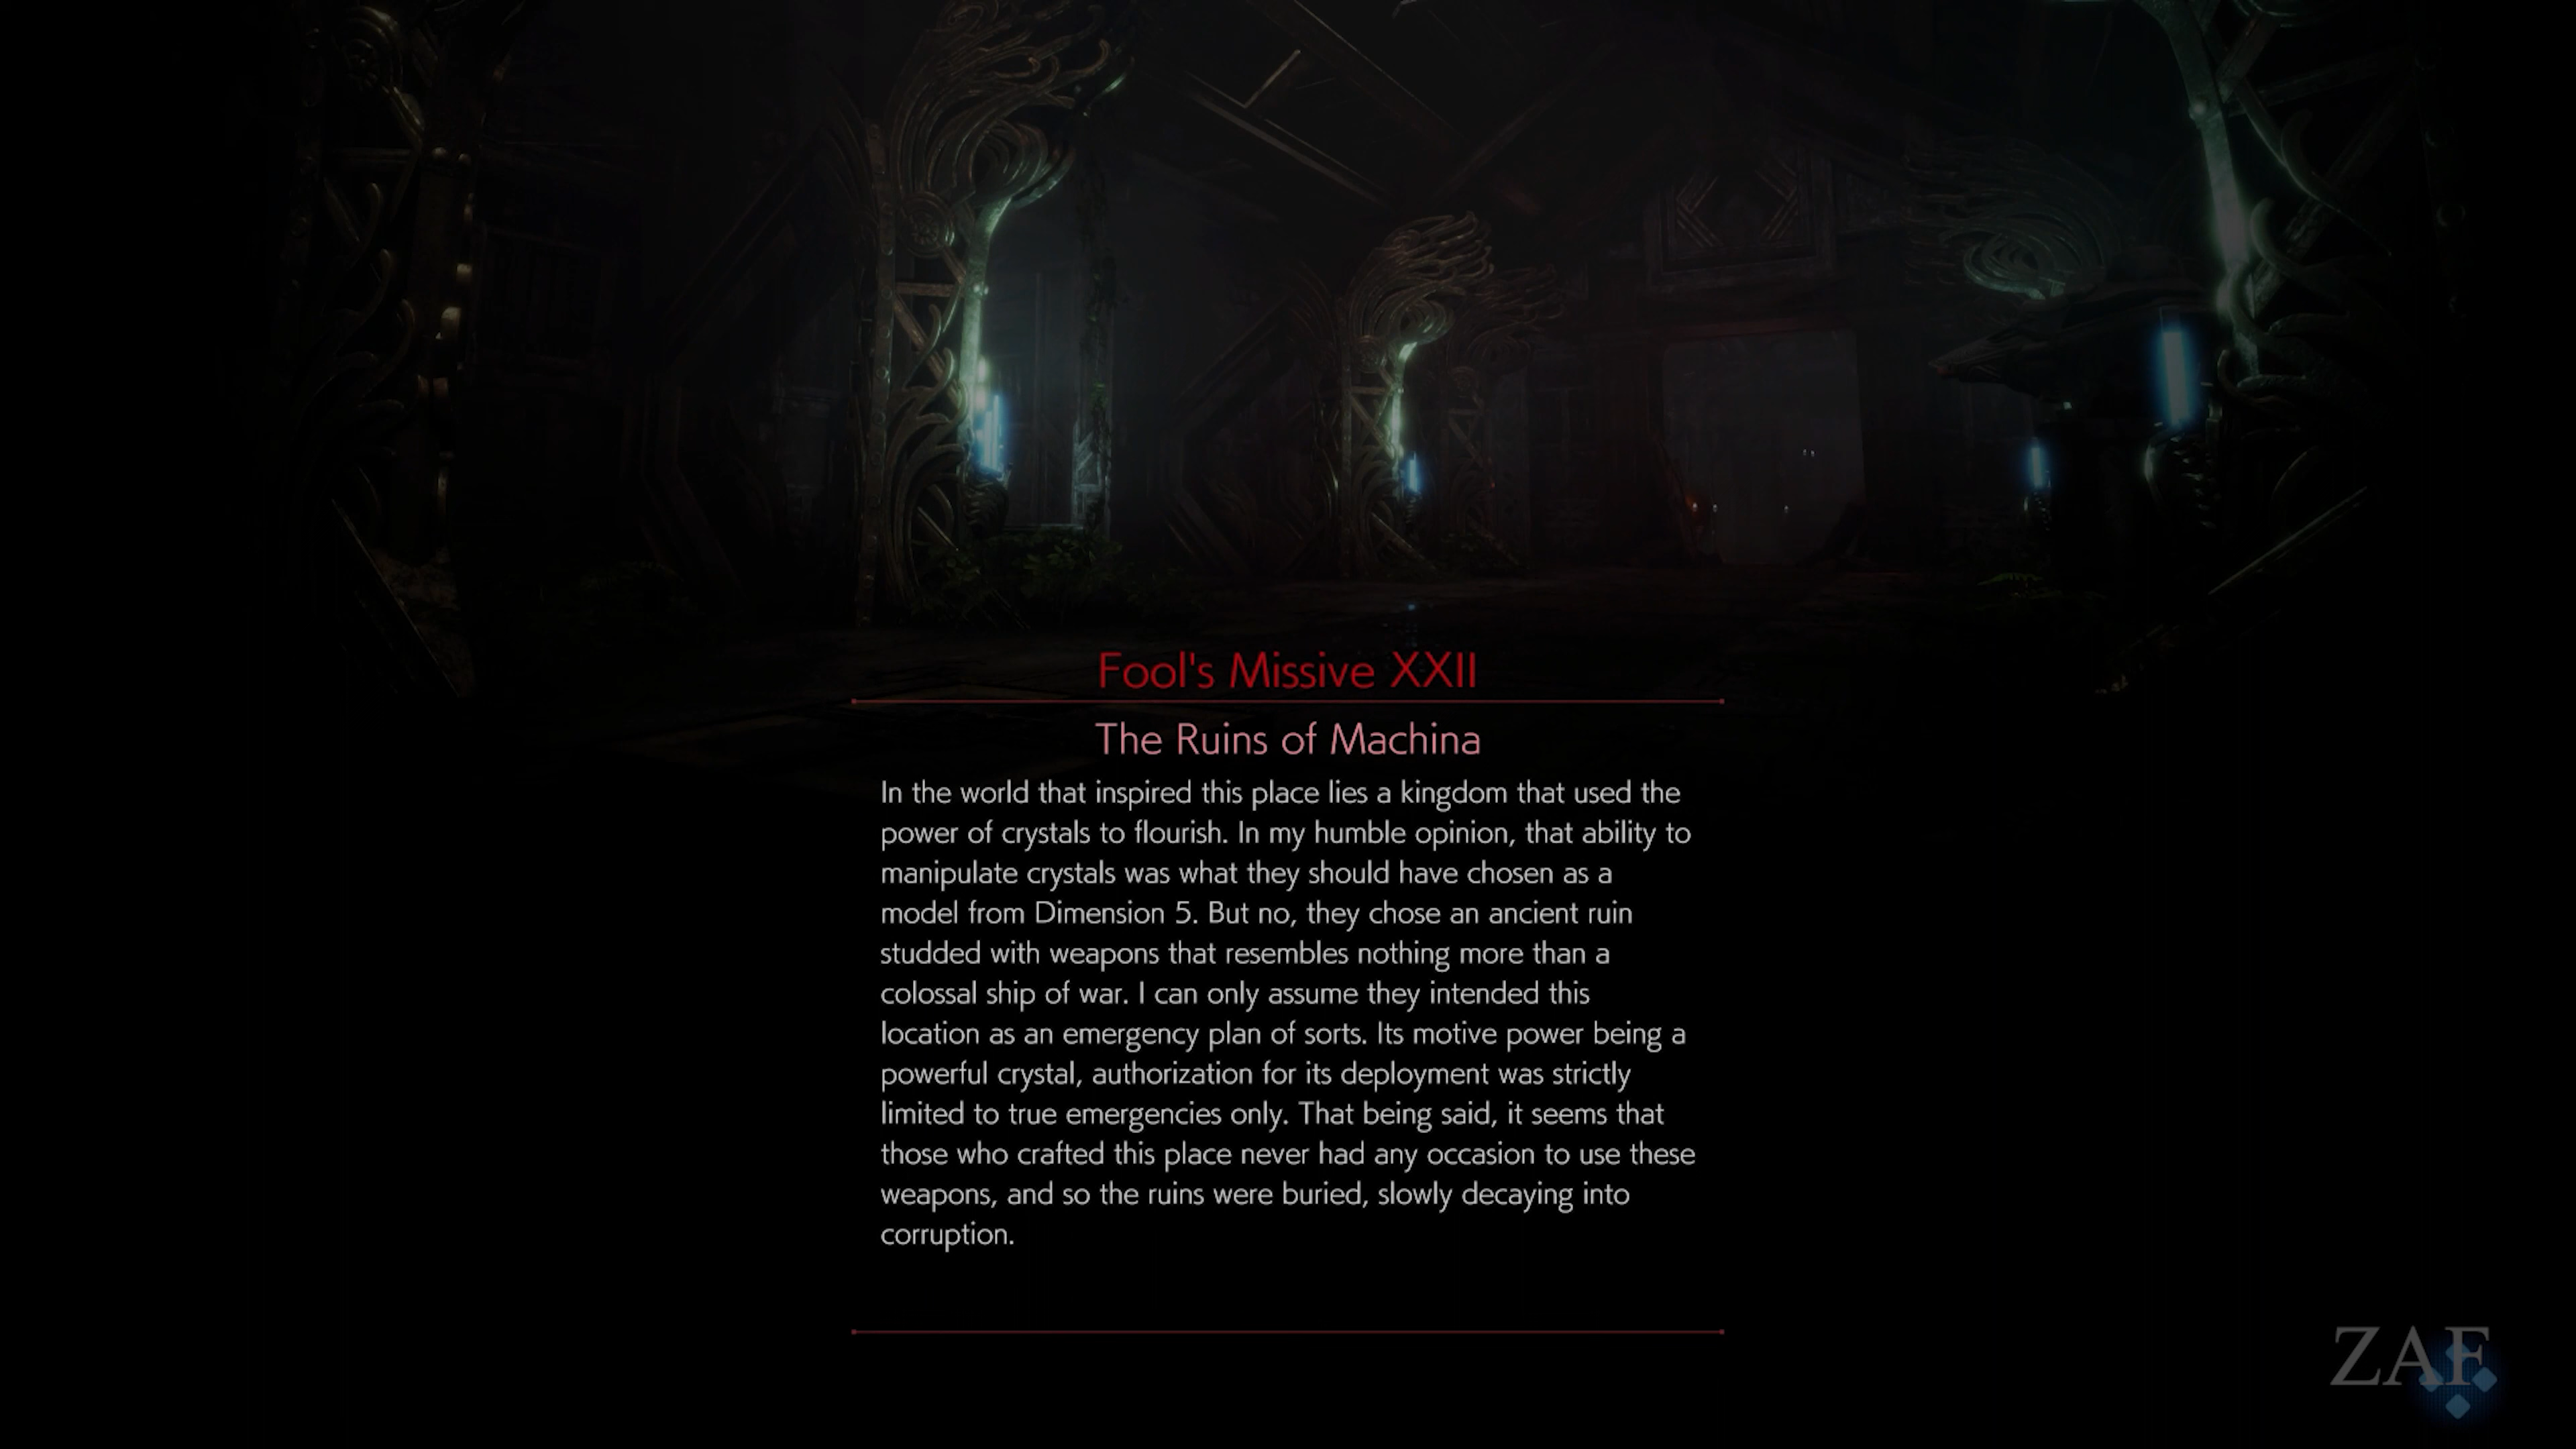 Fool's Missive XXII
The Ruins of Machina
In the world that inspired this place lies a kingdom that used the
power of crystals to flourish. In my humble opinion, that ability to
manipulate crystals was what they should have chosen as a
model from Dimension 5. But no, they chose an ancient ruin
studded with weapons that resembles nothing more than a
colossal ship of war. I can only assume they intended this
location as an emergency plan of sorts. Its motive power being a
powerful crystal, authorization for its deployment was strictly
limited to true emergencies only. That being said, it seems that
those who crafted this place never had any occasion to use these
weapons, and so the ruins were buried, slowly decaying into
corruption.
ZAF